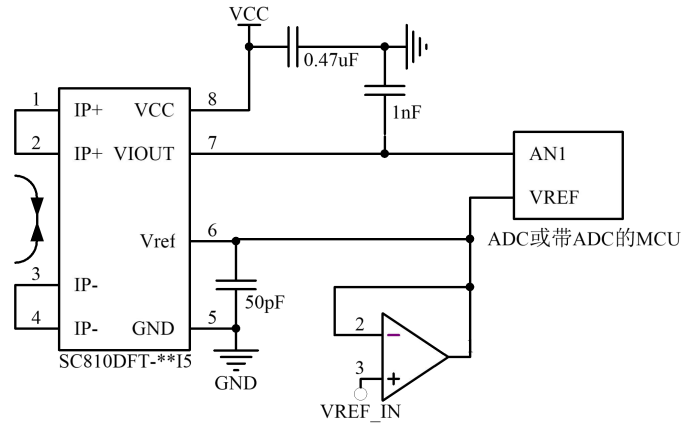 VCC
0.47uF
1 IP+ VCC 8
1nF
2 IP+ VIOUT 7
AN1
VREF
Vref 6
ADC或带ADC的MCU
3 IP-
50pF
4 IP- GND 5
2
SC810DFT-**I5
3
GND
VREF_IN